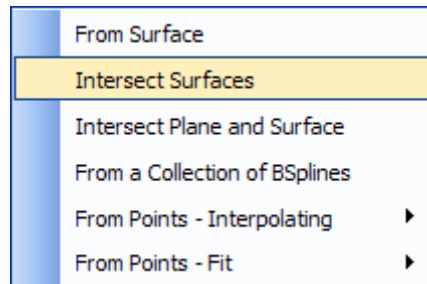 From Surface
Intersect Surfaces
Intersect Plane and Surface
From a Collection of BSplines
From Points - Interpolating
From Points - Fit